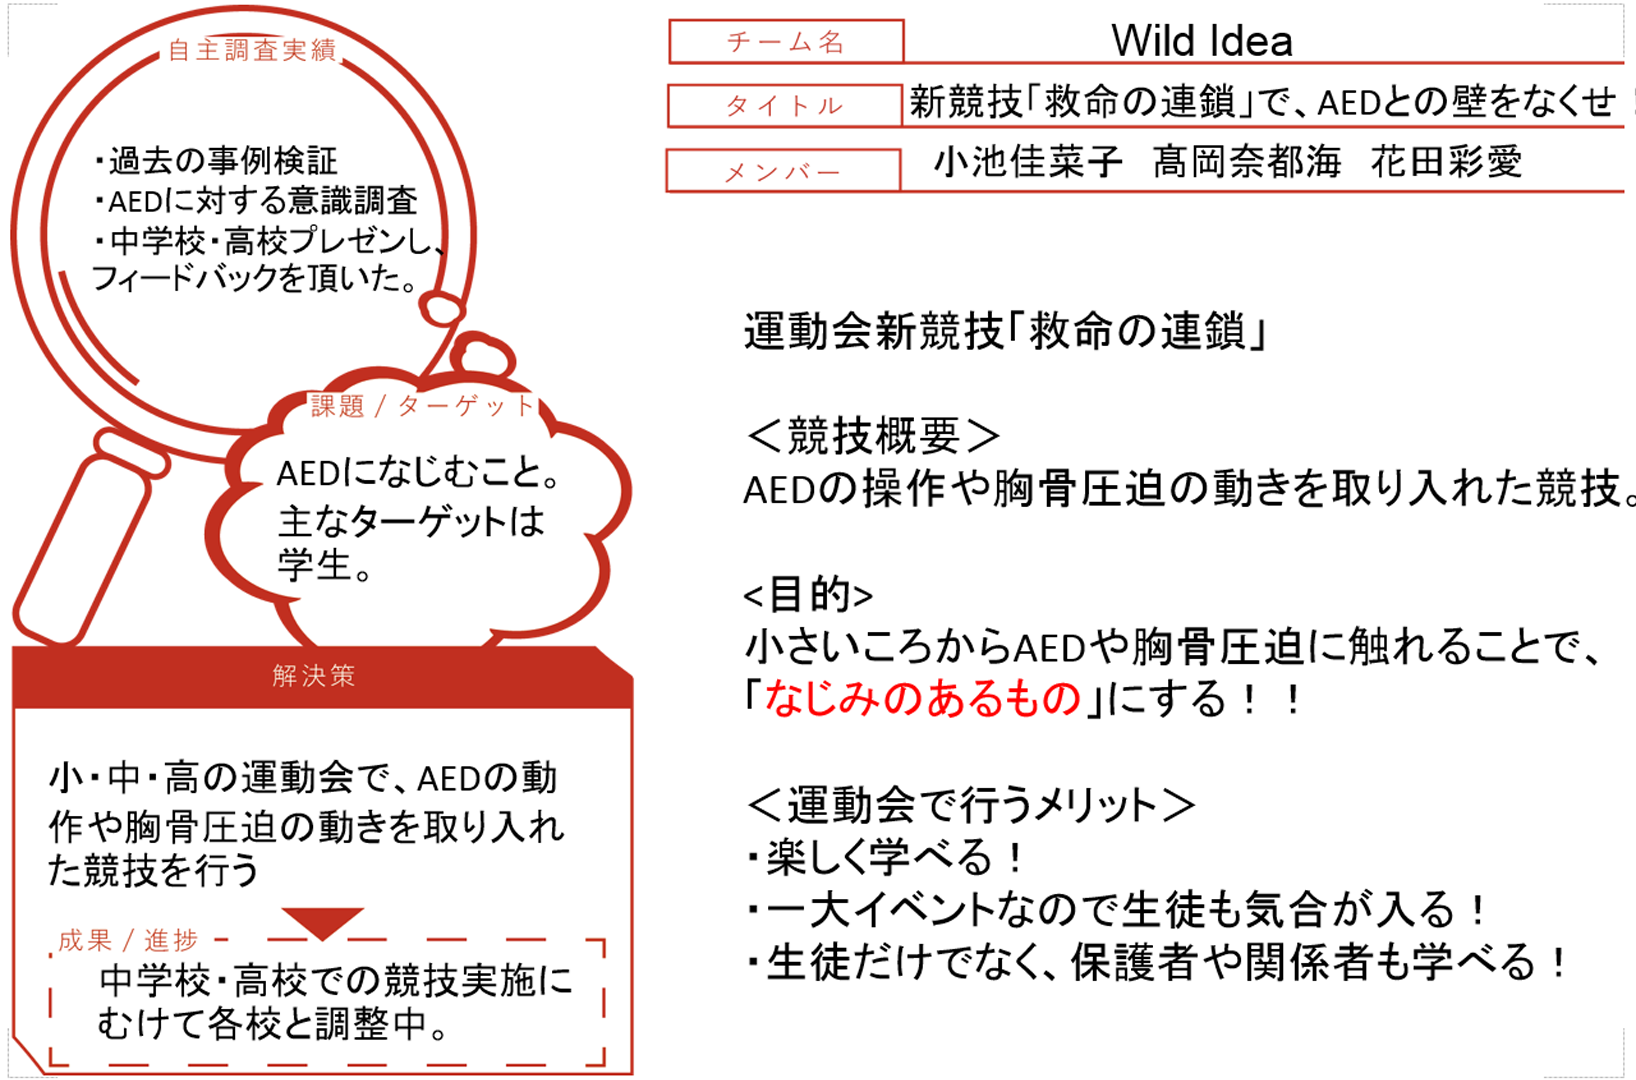 自主調査実績
・過去の事例検証
・AEDに対する意識調査
・中学校・高校プレゼンし、
フィードバックを頂いた。
課題 / ターゲット
AEDになじむこと。
主なターゲットは
学生。
解決策
小・中・高の運動会で、AEDの動
作や胸骨圧迫の動きを取り入れ
た競技を行う
成果 / 進捗
中学校・高校での競技実施に
むけて各校と調整中。
チーム名 Wild Idea
タイトル 新競技「救命の連鎖」で、AEDとの壁をなくせ！
メンバー 小池佳菜子 髙岡奈都海 花田彩愛
運動会新競技「救命の連鎖」
＜競技概要＞
AEDの操作や胸骨圧迫の動きを取り入れた競技。
<目的>
小さいころからAEDや胸骨圧迫に触れることで、
「なじみのあるもの」にする！！
＜運動会で行うメリット＞
・楽しく学べる！
・一大イベントなので生徒も気合が入る！
・生徒だけでなく、保護者や関係者も学べる！